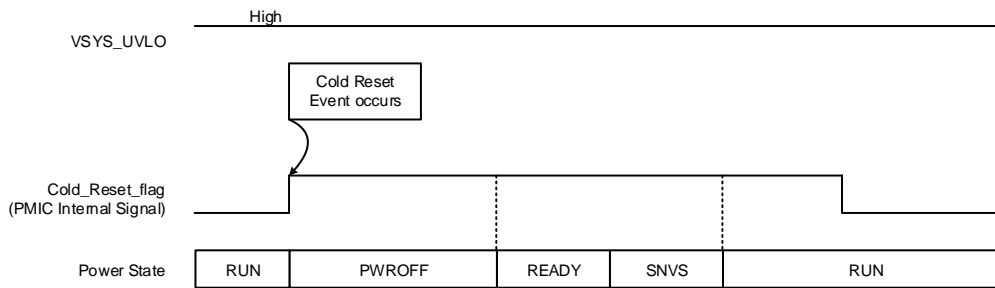 High
VSYS_UVLO
Cold Reset
Event occurs
Cold_Reset_flag
(PMIC Internal Signal)
Power State
RUN
PWROFF
READY
SNVS
RUN